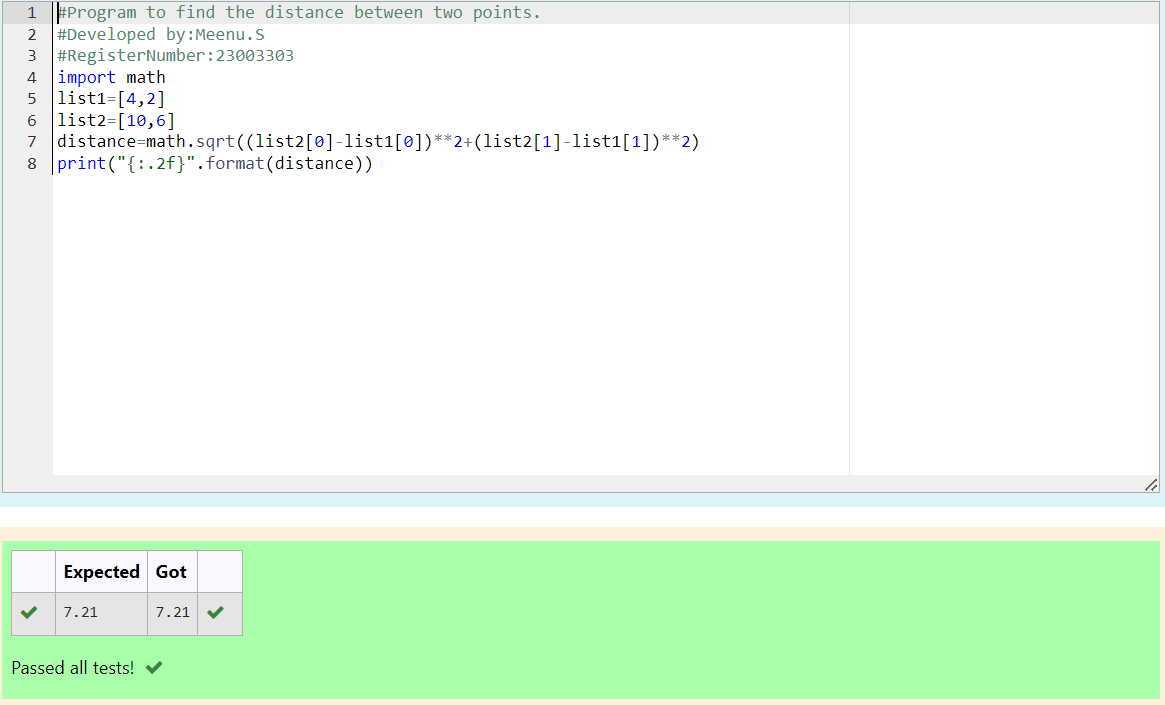 1 #Program to find the distance between two points.
2 #Developed by:Meenu.S
3 #RegisterNumber:23003303
4 import math
5 list1=[4,2]
6 list2=[10,6]
7 distance=math.sqrt((list2[0]-list1[0])**2+(list2[1]-list1[1])**2)
8 print("{:.2f}".format(distance))
Expected Got
7.21 7.21
Passed all tests!